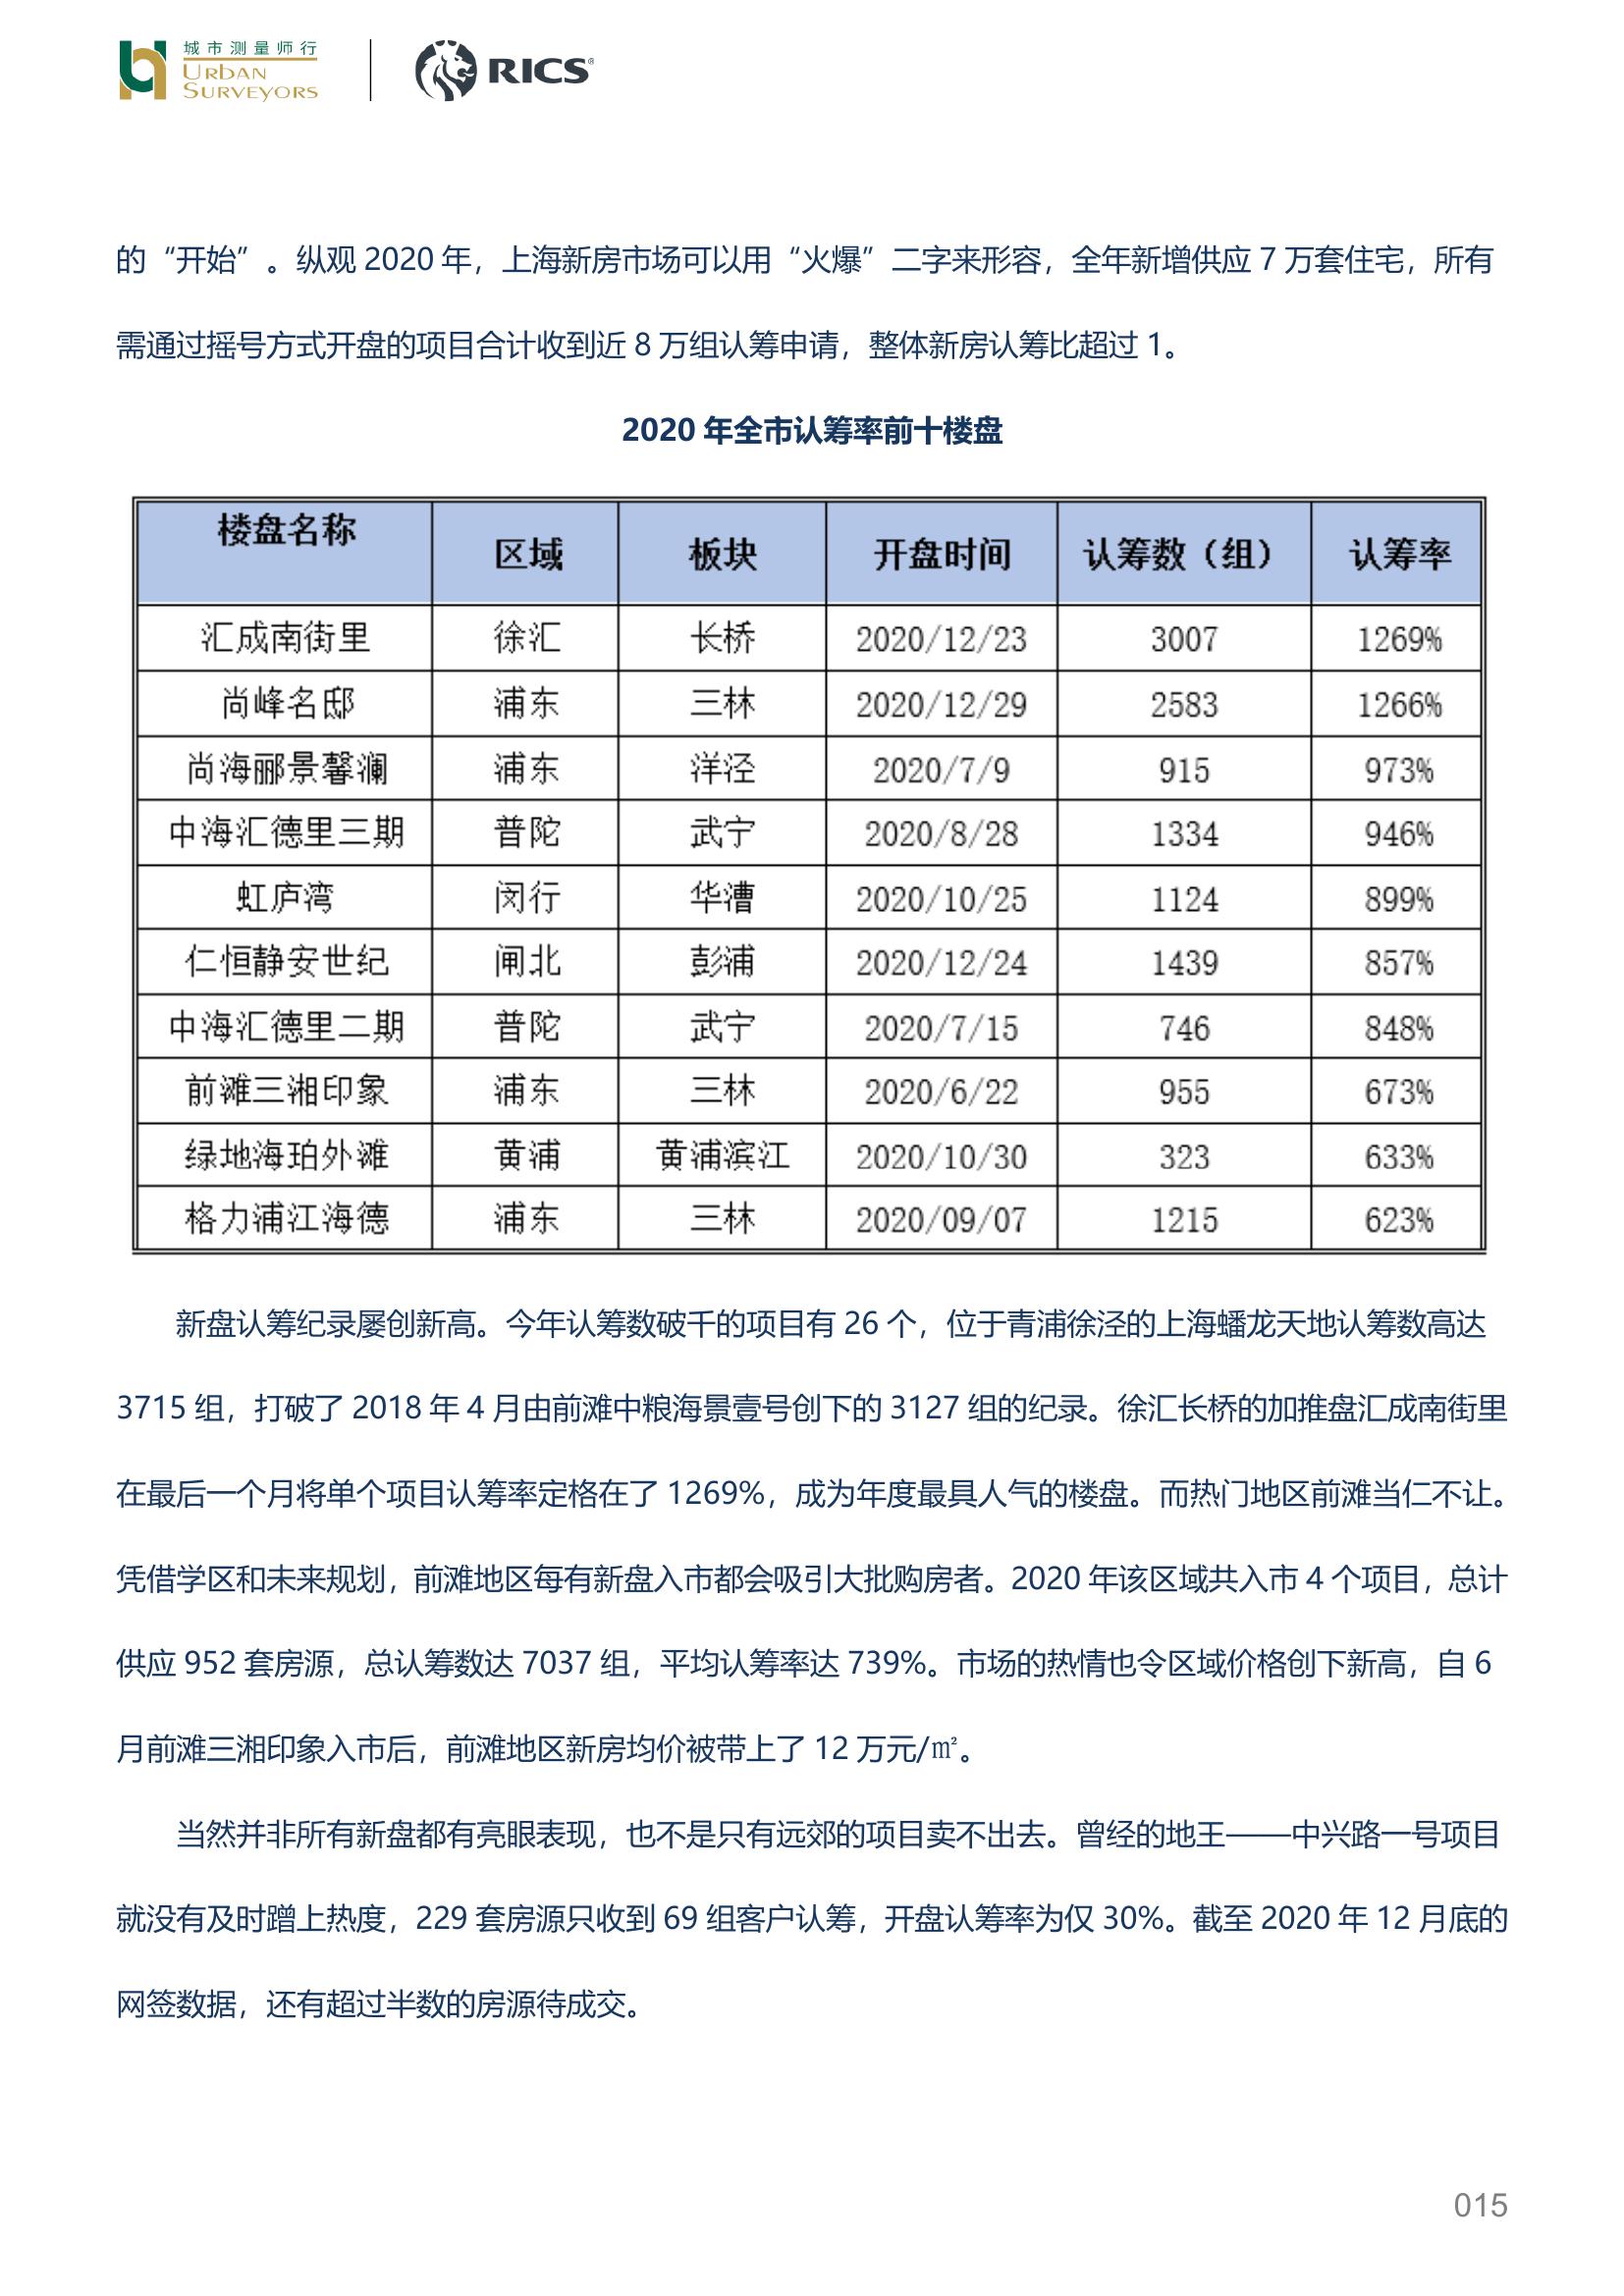 城市测量师行
URBAN
SURVEYORS
RICS®
的“开始”。纵观 2020 年，上海新房市场可以用“火爆”二字来形容，全年新增供应 7 万套住宅，所有
需通过摇号方式开盘的项目合计收到近 8 万组认筹申请，整体新房认筹比超过 1。
2020 年全市认筹率前十楼盘
楼盘名称 区域 板块 开盘时间 认筹数（组） 认筹率
汇成南街里 徐汇 长桥 2020/12/23 3007 1269%
尚峰名邸 浦东 三林 2020/12/29 2583 1266%
尚海郦景馨澜 浦东 洋泾 2020/7/9 915 973%
中海汇德里三期 普陀 武宁 2020/8/28 1334 946%
虹庐湾 闵行 华漕 2020/10/25 1124 899%
仁恒静安世纪 闸北 彭浦 2020/12/24 1439 857%
中海汇德里二期 普陀 武宁 2020/7/15 746 848%
前滩三湘印象 浦东 三林 2020/6/22 955 673%
绿地海珀外滩 黄浦 黄浦滨江 2020/10/30 323 633%
格力浦江海德 浦东 三林 2020/09/07 1215 623%
新盘认筹纪录屡创新高。今年认筹数破千的项目有 26 个，位于青浦徐泾的上海蟠龙天地认筹数高达
3715 组，打破了 2018 年 4 月由前滩中粮海景壹号创下的 3127 组的纪录。徐汇长桥的加推盘汇成南街里
在最后一个月将单个项目认筹率定格在了 1269%，成为年度最具人气的楼盘。而热门地区前滩当仁不让。
凭借学区和未来规划，前滩地区每有新盘入市都会吸引大批购房者。2020 年该区域共入市 4 个项目，总计
供应 952 套房源，总认筹数达 7037 组，平均认筹率达 739%。市场的热情也令区域价格创下新高，自 6
月前滩三湘印象入市后，前滩地区新房均价被带上了 12 万元/㎡。
当然并非所有新盘都有亮眼表现，也不是只有远郊的项目卖不出去。曾经的地王——中兴路一号项目
就没有及时蹭上热度，229 套房源只收到 69 组客户认筹，开盘认筹率为仅 30%。截至 2020 年 12 月底的
网签数据，还有超过半数的房源待成交。
015